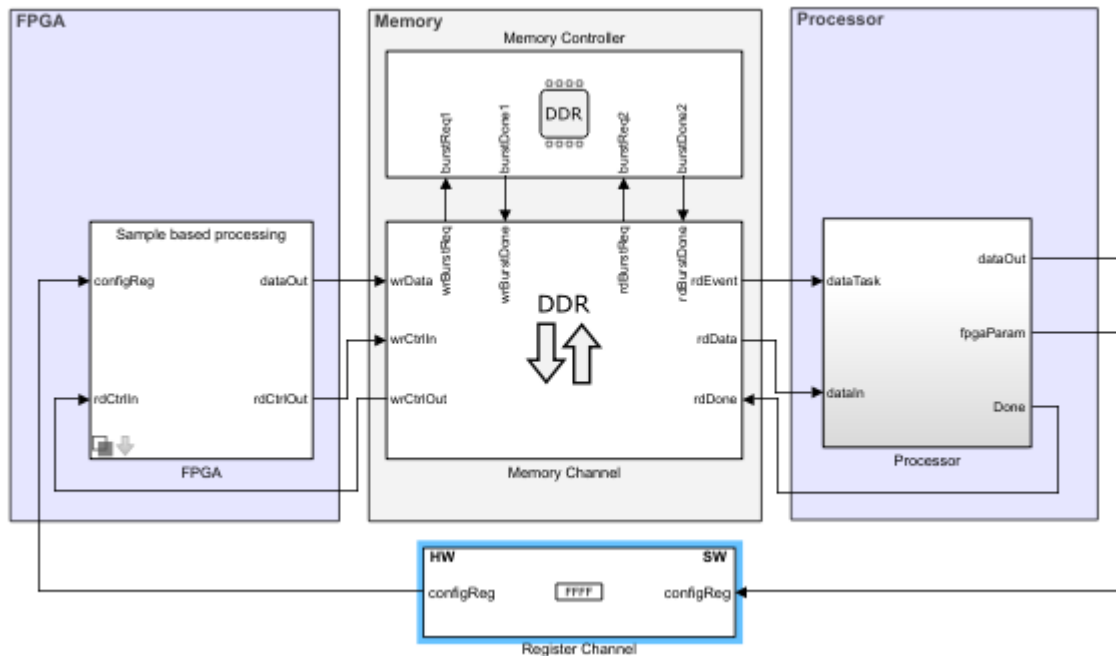 FPGA
Memory
Processor
Memory Controller
DDR
burstReq1
burstDone1
burstReq2
burstDone2
Sample based processing
configReg
dataOut
rdCtrlIn
rdCtrlOut
FPGA
wrBurstReq
wrBurstDone
rdBurstReq
rdBurstDone
wrData
rdEvent
DDR
wrCtrlIn
rdData
wrCtrlOut
rdDone
Memory Channel
dataOut
dataTask
fpgaParam
dataIn
Done
Processor
HW
SW
configReg
FFFF
configReg
Register Channel